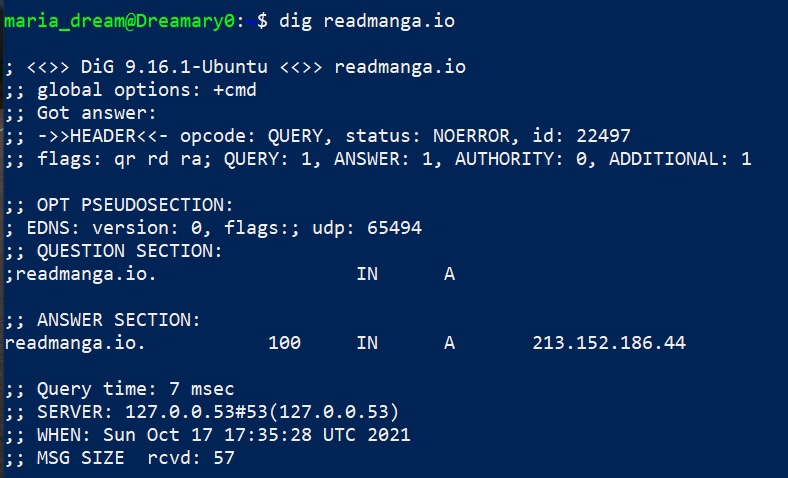 maria_dream@Dreamary0:~$ dig readmanga.io
; <<>> DiG 9.16.1-Ubuntu <<>> readmanga.io
;; global options: +cmd
;; Got answer:
;; ->>HEADER<<- opcode: QUERY, status: NOERROR, id: 22497
;; flags: qr rd ra; QUERY: 1, ANSWER: 1, AUTHORITY: 0, ADDITIONAL: 1
;; OPT PSEUDOSECTION:
; EDNS: version: 0, flags:; udp: 65494
;; QUESTION SECTION:
;readmanga.io. IN A
;; ANSWER SECTION:
readmanga.io. 100 IN A 213.152.186.44
;; Query time: 7 msec
;; SERVER: 127.0.0.53#53(127.0.0.53)
;; WHEN: Sun Oct 17 17:35:28 UTC 2021
;; MSG SIZE rcvd: 57